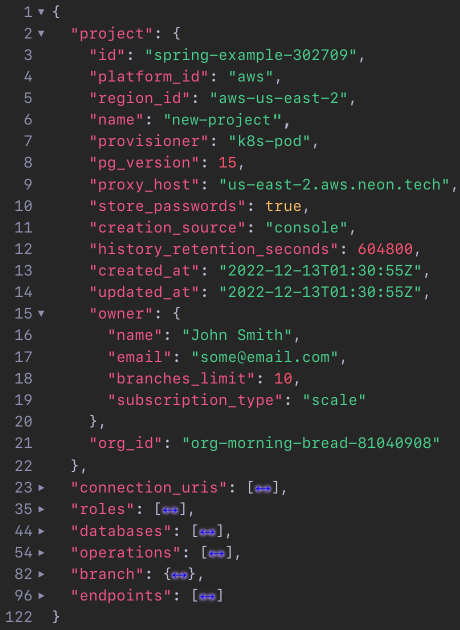 1 ▼ {
2 ▼ "project": {
3 "id": "spring-example-302709",
4 "platform_id": "aws",
5 "region_id": "aws-us-east-2",
6 "name": "new-project",
7 "provisioner": "k8s-pod",
8 "pg_version": 15,
9 "proxy_host": "us-east-2.aws.neon.tech",
10 "store_passwords": true,
11 "creation_source": "console",
12 "history_retention_seconds": 604800,
13 "created_at": "2022-12-13T01:30:55Z",
14 "updated_at": "2022-12-13T01:30:55Z",
15 ▼ "owner": {
16 "name": "John Smith",
17 "email": "some@email.com",
18 "branches_limit": 10,
19 "subscription_type": "scale"
20 },
21 "org_id": "org-morning-bread-81040908"
22 },
23 ▶ "connection_uris": [↔],
35 ▶ "roles": [↔],
44 ▶ "databases": [↔],
54 ▶ "operations": [↔],
82 ▶ "branch": {↔},
96 ▶ "endpoints": [↔]
122 }